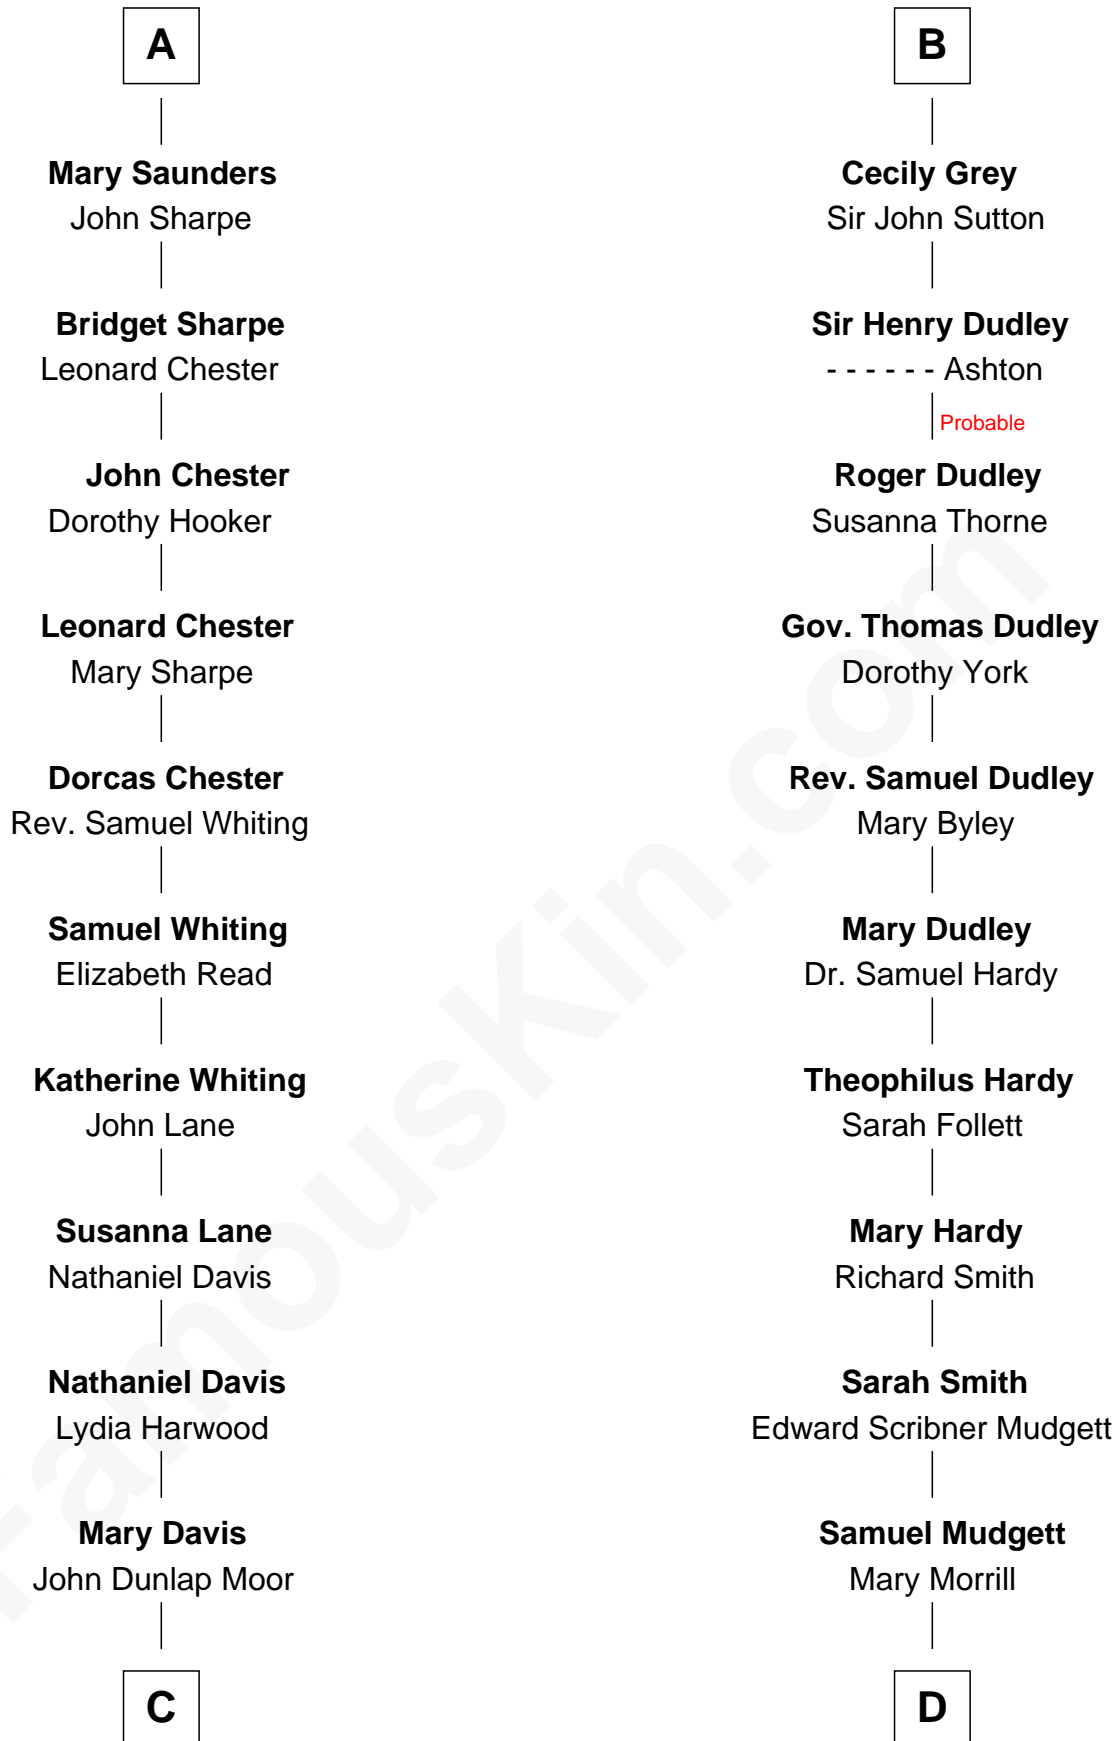 A
Mary Saunders
John Sharpe
Bridget Sharpe
Leonard Chester
John Chester
Dorothy Hooker
Leonard Chester
Mary Sharpe
Dorcas Chester
Rev. Samuel Whiting
Samuel Whiting
Elizabeth Read
Katherine Whiting
John Lane
Susanna Lane
Nathaniel Davis
Nathaniel Davis
Lydia Harwood
Mary Davis
John Dunlap Moor
C
B
Cecily Grey
Sir John Sutton
Sir Henry Dudley
- - - - - - Ashton
Probable
Roger Dudley
Susanna Thorne
Gov. Thomas Dudley
Dorothy York
Rev. Samuel Dudley
Mary Byley
Mary Dudley
Dr. Samuel Hardy
Theophilus Hardy
Sarah Follett
Mary Hardy
Richard Smith
Sarah Smith
Edward Scribner Mudgett
Samuel Mudgett
Mary Morrill
D
FamousKin.com